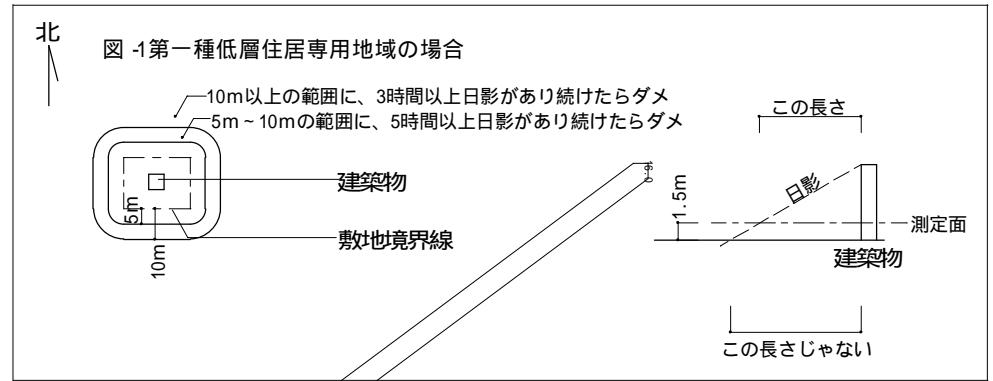 北
図-1第一種低層住居専用地域の場合
10m以上の範囲に、3時間以上日影があり続けたらダメ
5m~10mの範囲に、5時間以上日影があり続けたらダメ
建築物
5m
敷地境界線
10m
この長さ
日影
1.5m
測定面
建築物
この長さじゃない